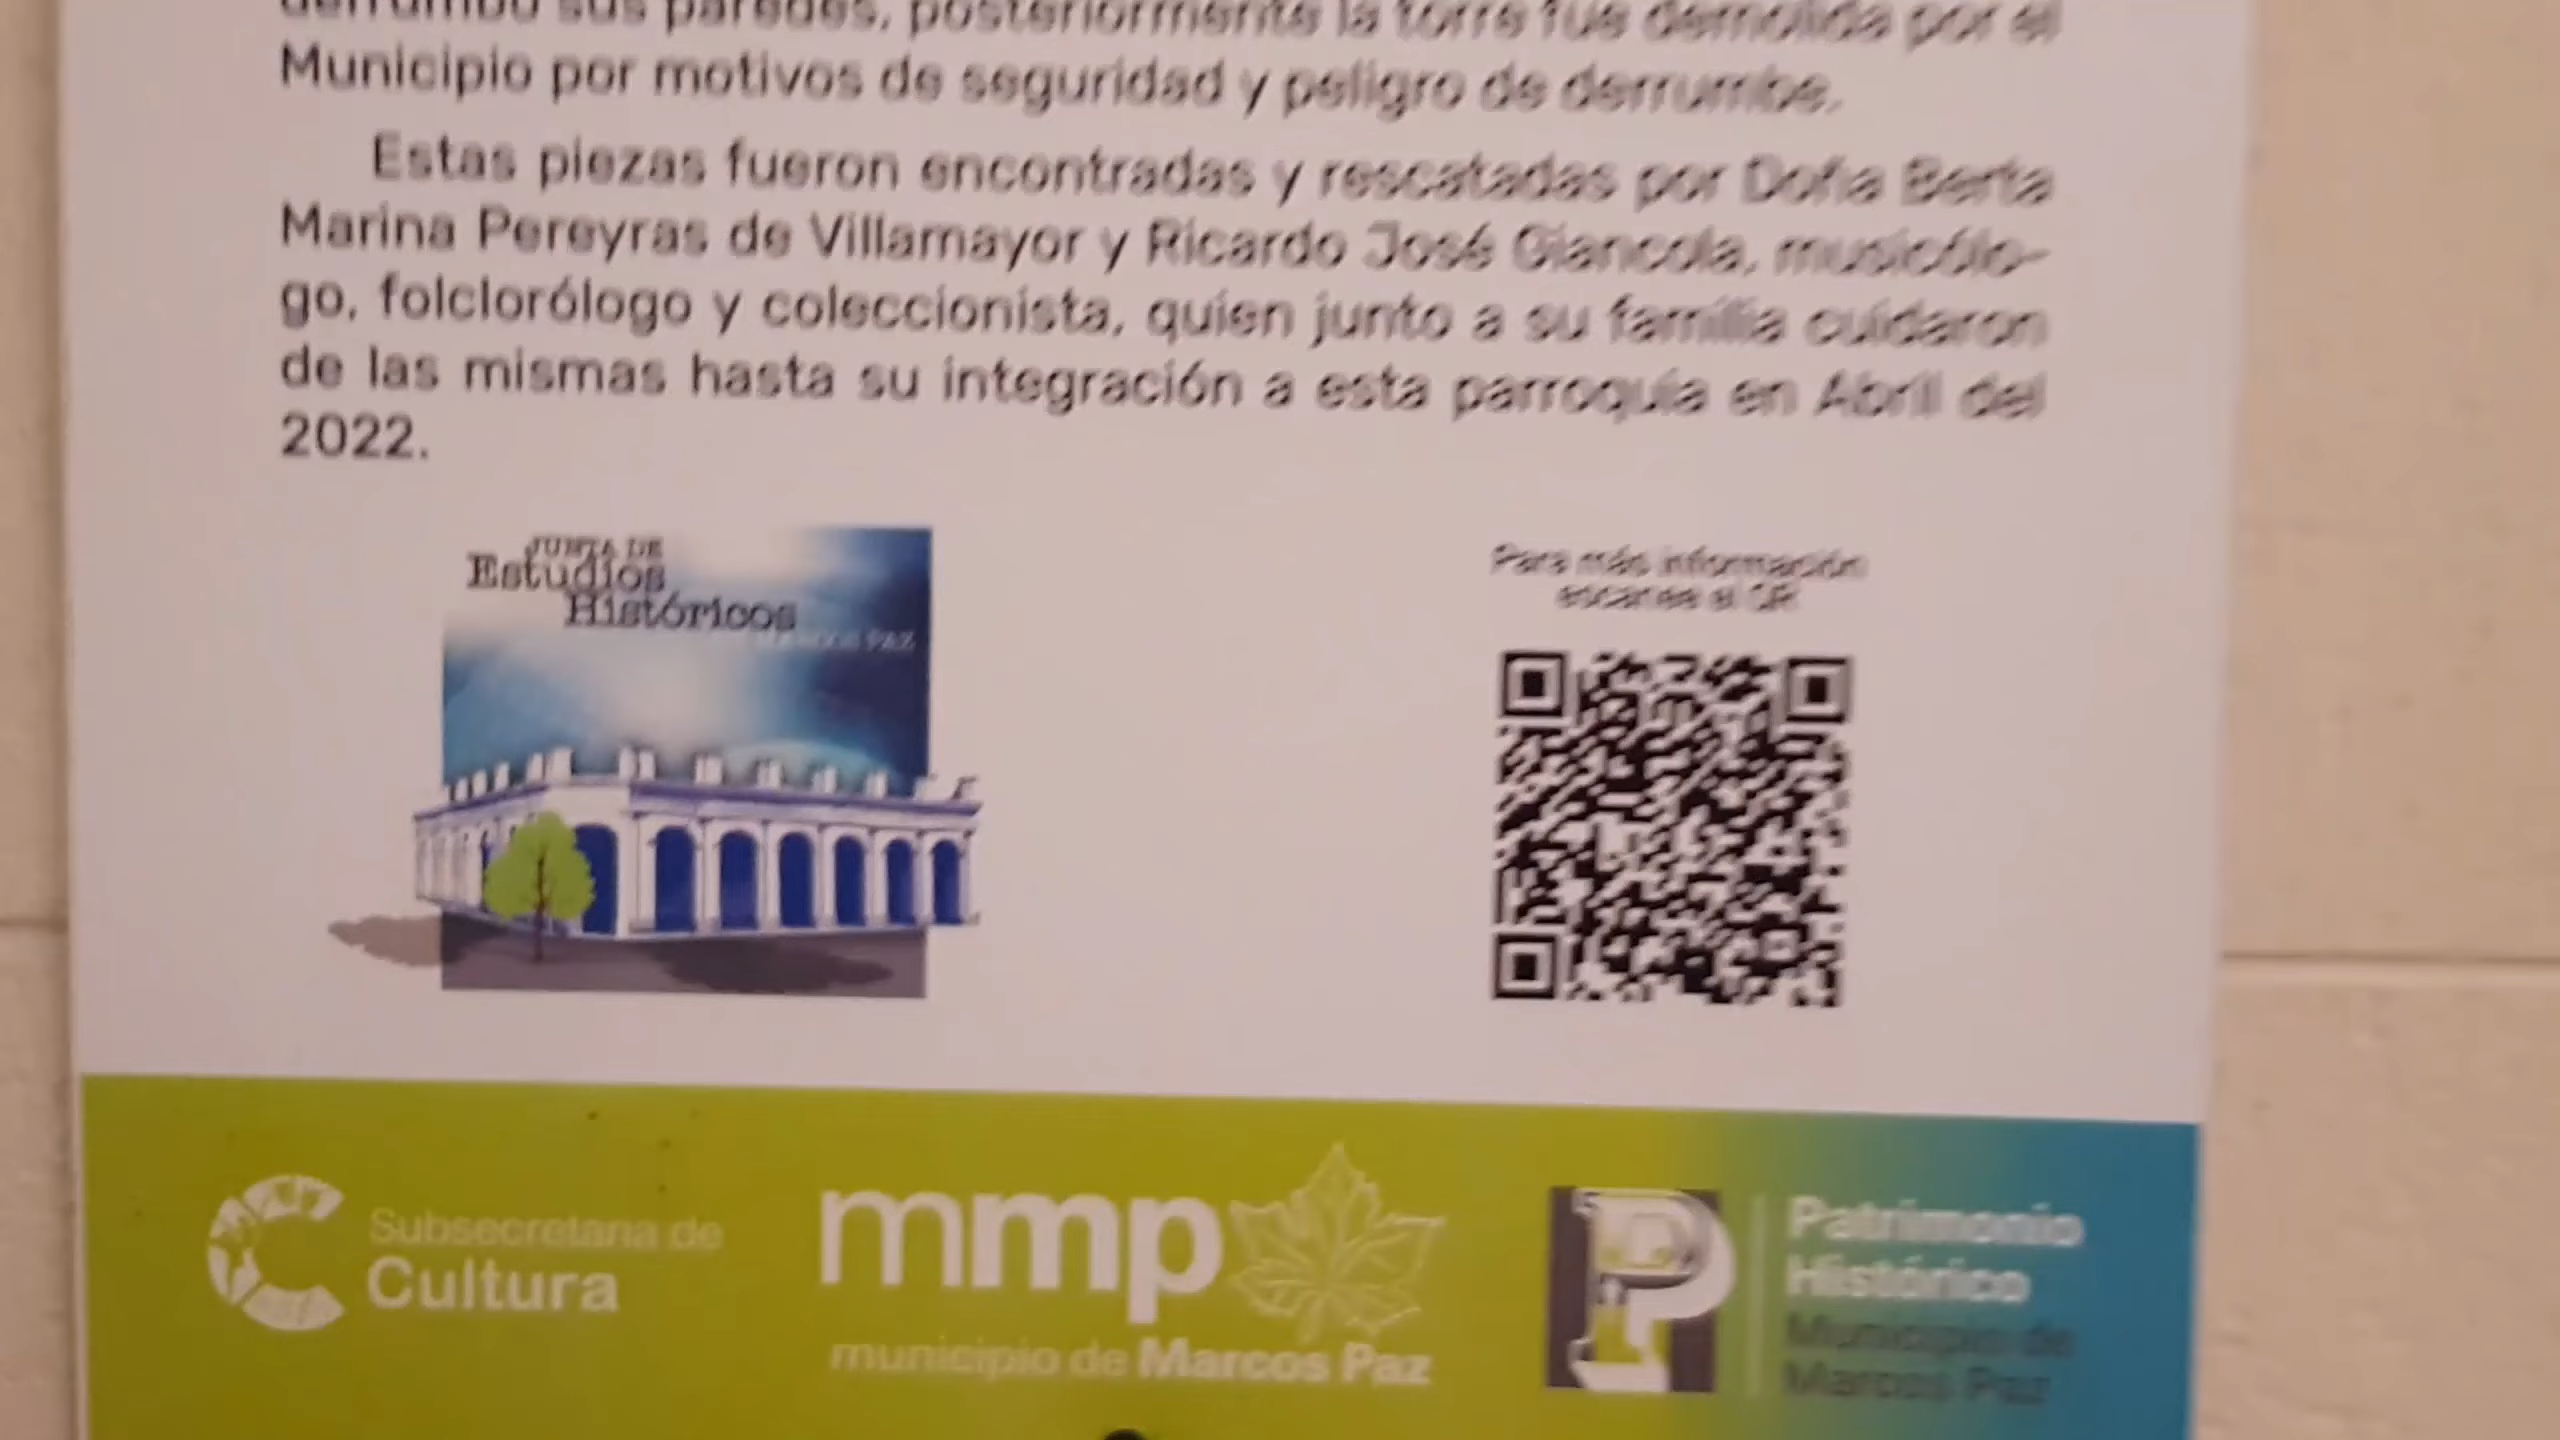 derrumbó sus paredes, posteriormente la torre fue demolida por el
Municipio por motivos de seguridad y peligro de derrumbe.
Estas piezas fueron encontradas y rescatadas por Doña Berta
Marina Pereyras de Villamayor y Ricardo José Giancola, musicólo-
go, folclorólogo y coleccionista, quien junto a su familia cuidaron
de las mismas hasta su integración a esta parroquia en Abril del
2022.
JUNTA DE
Estudios
Históricos
MARCOS PAZ
Para más información
escanee el QR
Subsecretaría de
Cultura
mmp
municipio de Marcos Paz
Patrimonio
Histórico
Municipio de
Marcos Paz